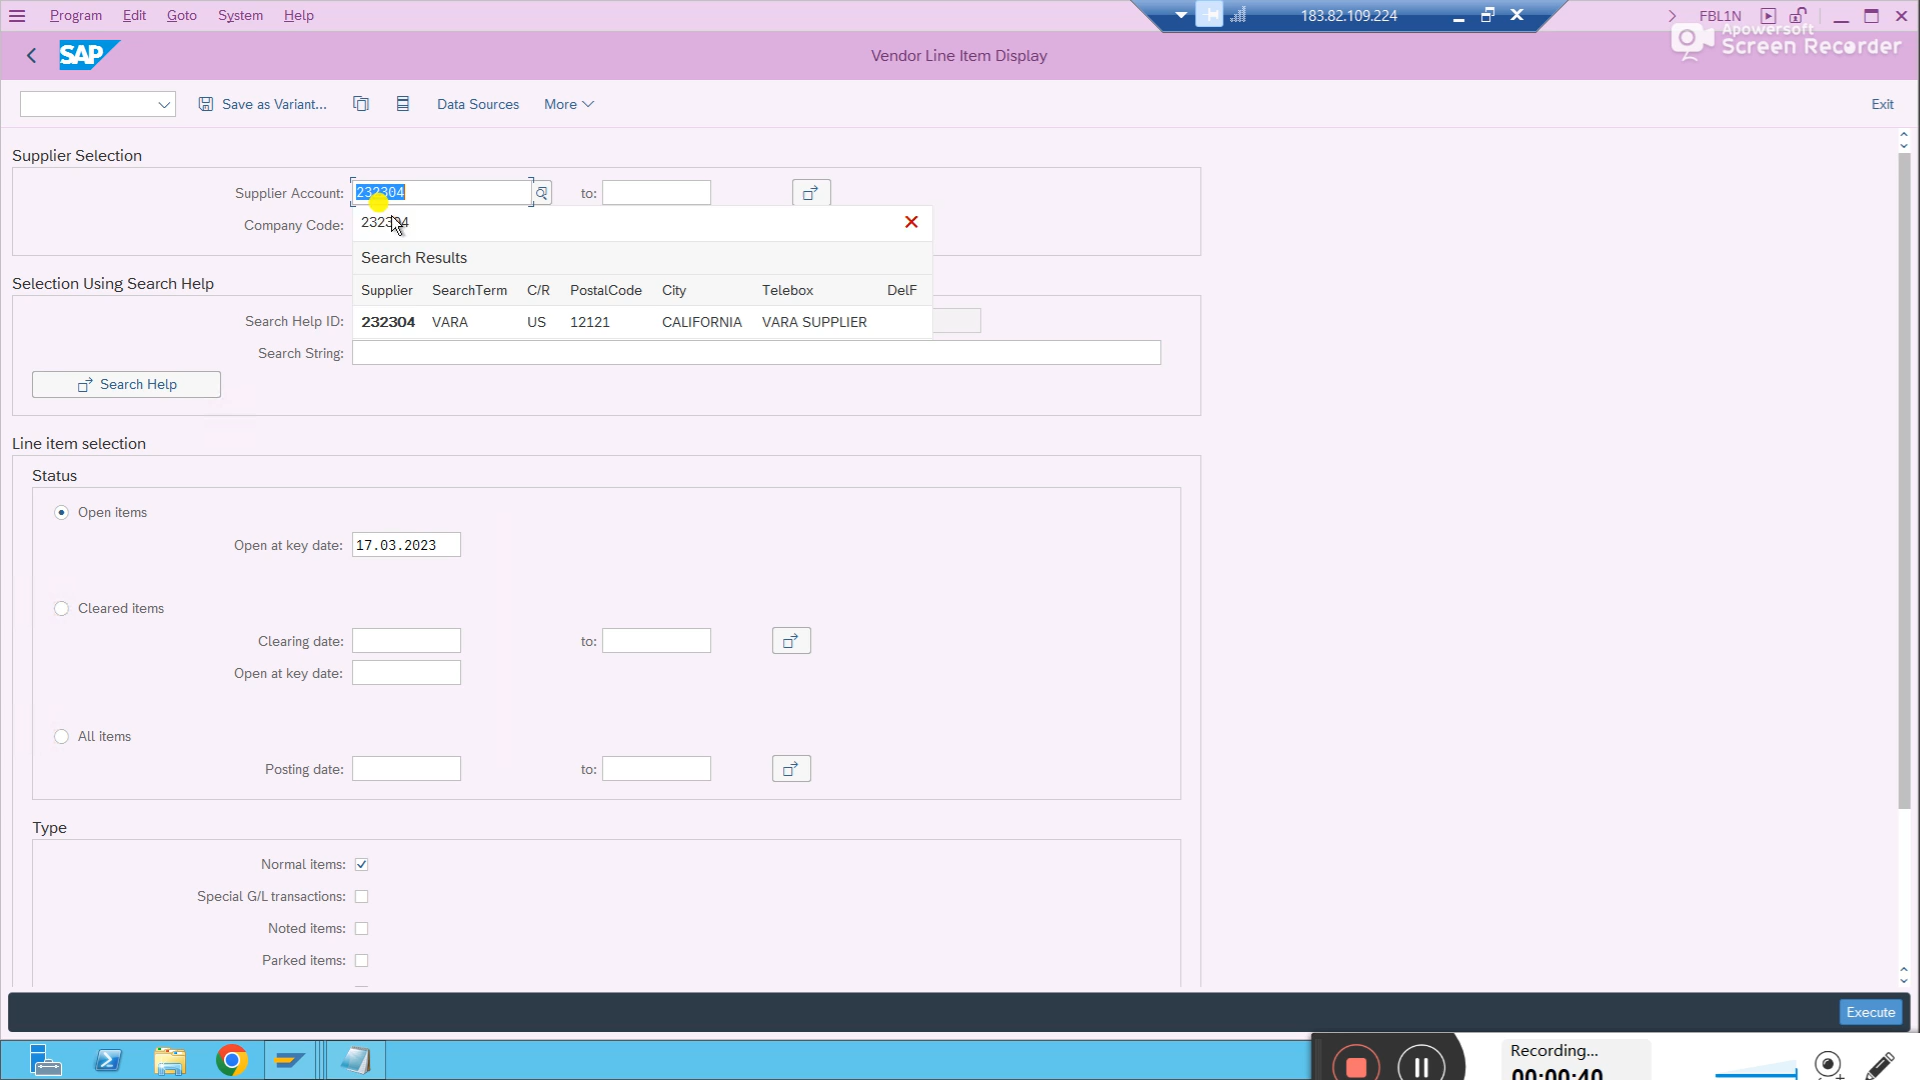 Program Edit Goto System Help
183.82.109.224
FBL1N
Apowersoft
Screen Recorder
SAP
Vendor Line Item Display
Save as Variant... Data Sources More Exit
Supplier Selection
Supplier Account: 232304 to:
232304
Company Code:
Search Results
Supplier SearchTerm C/R PostalCode City Telebox DelF
232304 VARA US 12121 CALIFORNIA VARA SUPPLIER
Selection Using Search Help
Search Help ID:
Search String:
Search Help
Line item selection
Status
Open items
Open at key date: 17.03.2023
Cleared items
Clearing date: to:
Open at key date:
All items
Posting date: to:
Type
Normal items:
Special G/L transactions:
Noted items:
Parked items:
Execute
Recording...
00:00:40